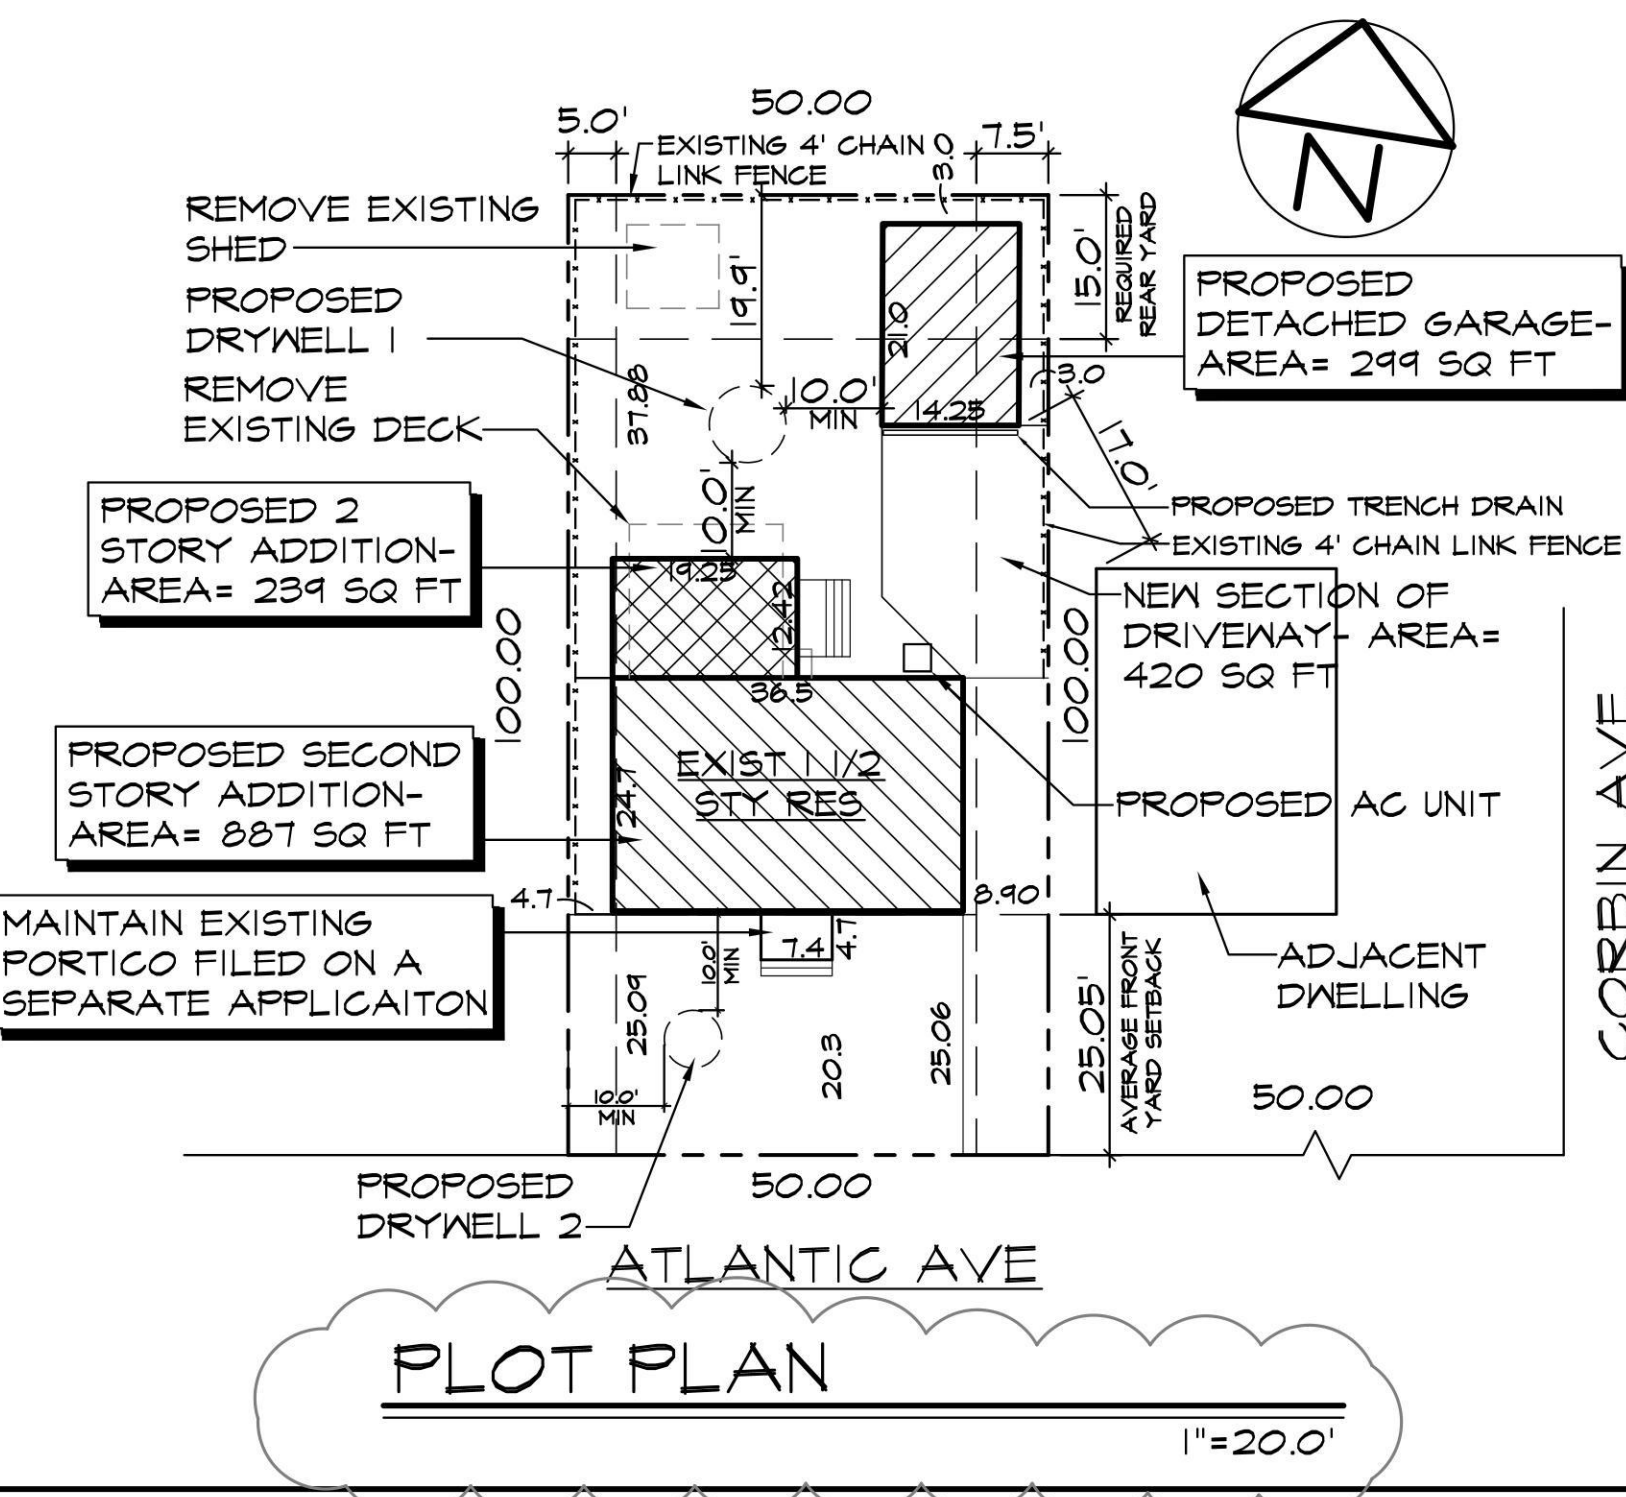 50.00
5.0'
7.5'
EXISTING 4' CHAIN
LINK FENCE
3.0
N
REMOVE EXISTING
SHED
PROPOSED
DRYWELL 1
REMOVE
EXISTING DECK
19.9'
37.88
10.0'
MIN
21.0
14.25
15.0'
REQUIRED
REAR YARD
3.0
17.0'
PROPOSED
DETACHED GARAGE-
AREA= 299 SQ FT
PROPOSED TRENCH DRAIN
EXISTING 4' CHAIN LINK FENCE
NEW SECTION OF
DRIVEWAY- AREA=
420 SQ FT
PROPOSED 2
STORY ADDITION-
AREA= 239 SQ FT
10.0'
MIN
19.25
12.42
100.00
100.00
36.5
EXIST 1 1/2
STY RES
24.7
PROPOSED SECOND
STORY ADDITION-
AREA= 887 SQ FT
PROPOSED AC UNIT
CORBIN AVE
4.7
8.90
MAINTAIN EXISTING
PORTICO FILED ON A
SEPARATE APPLICAITON
7.4
4.7
10.0'
MIN
25.09
20.3
25.06
25.05'
AVERAGE FRONT
YARD SETBACK
ADJACENT
DWELLING
10.0'
MIN
50.00
PROPOSED
DRYWELL 2
50.00
ATLANTIC AVE
PLOT PLAN
1"=20.0'